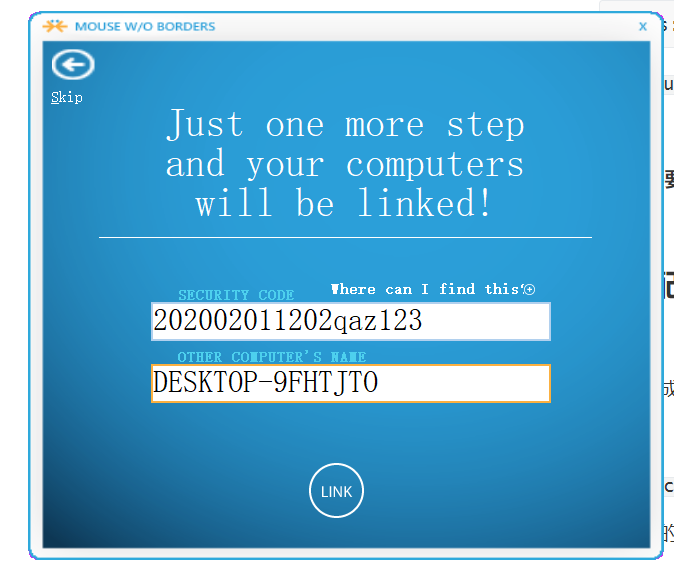 MOUSE W/O BORDERS
x
Skip
Just one more step
and your computers
will be linked!
SECURITY CODE
Where can I find this?
202002011202qaz123
OTHER COMPUTER'S NAME
DESKTOP-9FHTJTO
LINK